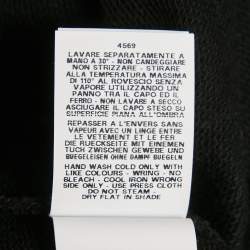 4569
LAVARE SEPARATAMENTE A
MANO A 30° - NON CANDEGGIARE
NON STRIZZARE - STIRARE
ALLA TEMPERATURA MASSIMA
DI 110° AL ROVESCIO SENZA
VAPORE UTILIZZANDO UN
PANNO TRA IL CAPO ED IL
FERRO - NON LAVARE A SECCO
ASCIUGARE IL CAPO STESO SU
SUPERFICIE PIANA ALL'OMBRA
REPASSER A L'ENVERS SANS
VAPEUR AVEC UN LINGE ENTRE
LE VETEMENT ET LE FER
DIE RUECKSEITE MIT EINEMEN
TUCH ZWISCHEN GEWEBE UND
BUEGELEISEN OHNE DAMPF BUEGELN
HAND WASH COLD ONLY WITH
LIKE COLOURS - WRING - NO
BLEACH - COOL IRON WRONG
SIDE ONLY - USE PRESS CLOTH
DO NOT STEAM -
DRY FLAT IN SHADE